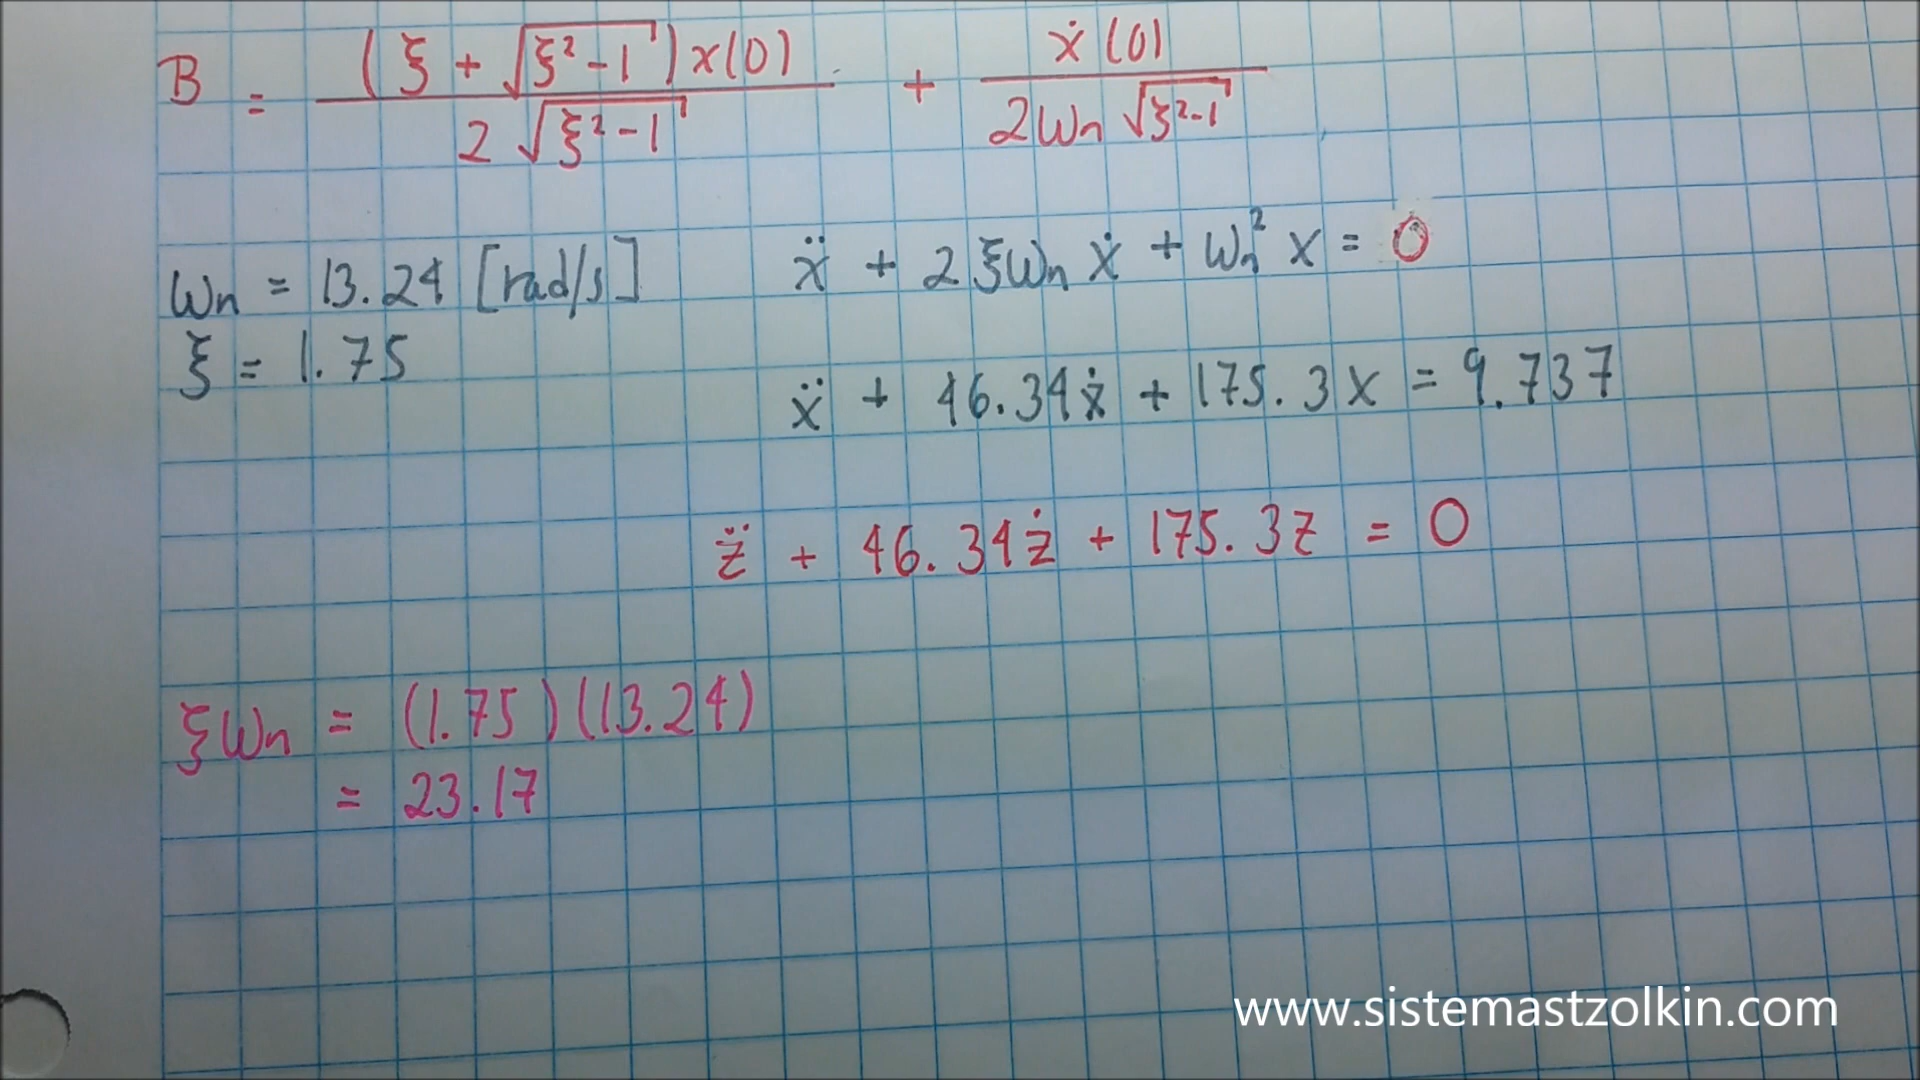 B = (ξ + √ξ²-1) x(0) / 2 √ξ²-1 + ẋ(0) / 2Wn √ξ²-1
Wn = 13.24 [rad/s]
ẍ + 2ξWn ẋ + Wn² x = 0
ξ = 1.75
ẍ + 46.34ẋ + 175.3x = 9.737
z̈ + 46.34ż + 175.3z = 0
ξWn = (1.75)(13.24)
= 23.17
www.sistemastzolkin.com